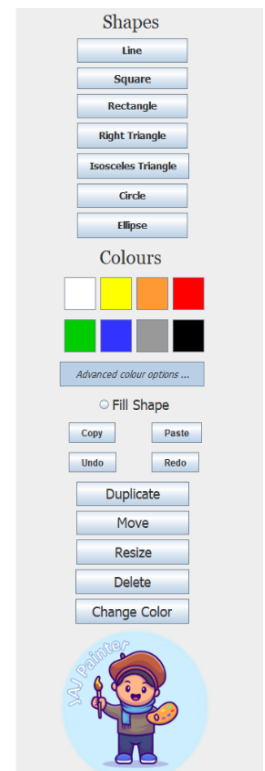 Shapes
Line
Square
Rectangle
Right Triangle
Isosceles Triangle
Circle
Ellipse
Colours
Advanced colour options ...
Fill Shape
Copy Paste
Undo Redo
Duplicate
Move
Resize
Delete
Change Color
JAJ Painter